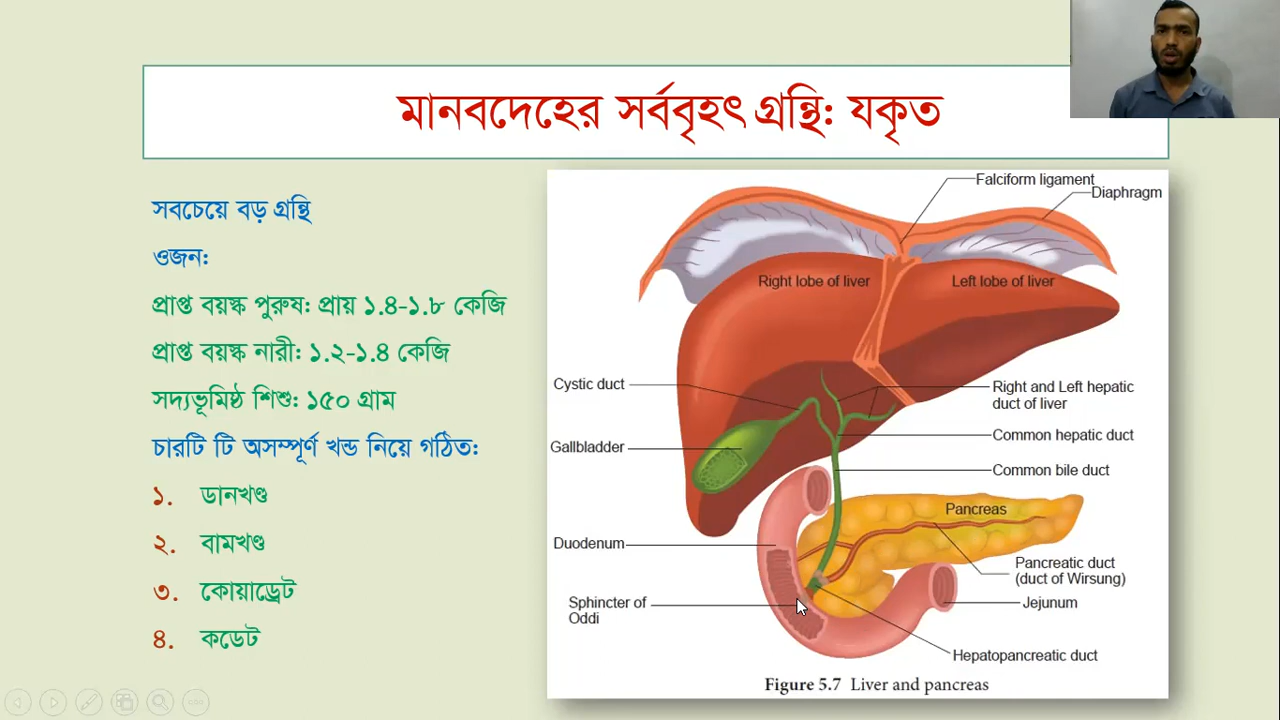 মানবদেহের সর্ববৃহৎ গ্রন্থি: যকৃত
সবচেয়ে বড় গ্রন্থি
ওজন:
প্রাপ্ত বয়স্ক পুরুষ: প্রায় ১.৪-১.৮ কেজি
প্রাপ্ত বয়স্ক নারী: ১.২-১.৪ কেজি
সদ্যভূমিষ্ঠ শিশু: ১৫০ গ্রাম
চারটি টি অসম্পূর্ণ খন্ড নিয়ে গঠিত:
১. ডানখণ্ড
২. বামখণ্ড
৩. কোয়াড্রেট
৪. কডেট
Falciform ligament
Diaphragm
Right lobe of liver
Left lobe of liver
Cystic duct
Right and Left hepatic
duct of liver
Gallbladder
Common hepatic duct
Common bile duct
Pancreas
Duodenum
Pancreatic duct
(duct of Wirsung)
Sphincter of
Oddi
Jejunum
Hepatopancreatic duct
Figure 5.7 Liver and pancreas